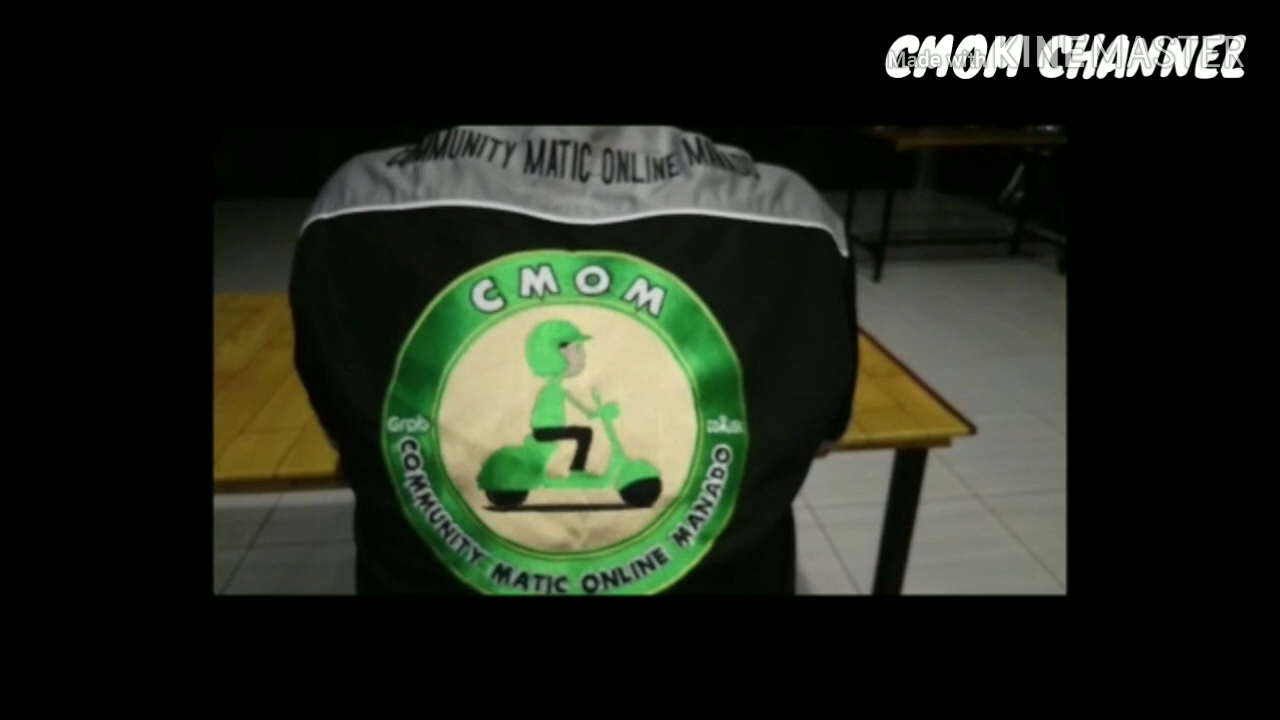 CMOM CHANNEL
Made with KINEMASTER
COMMUNITY MATIC ONLINE MANADO
CMOM
Grab
COMMUNITY MATIC ONLINE MANADO